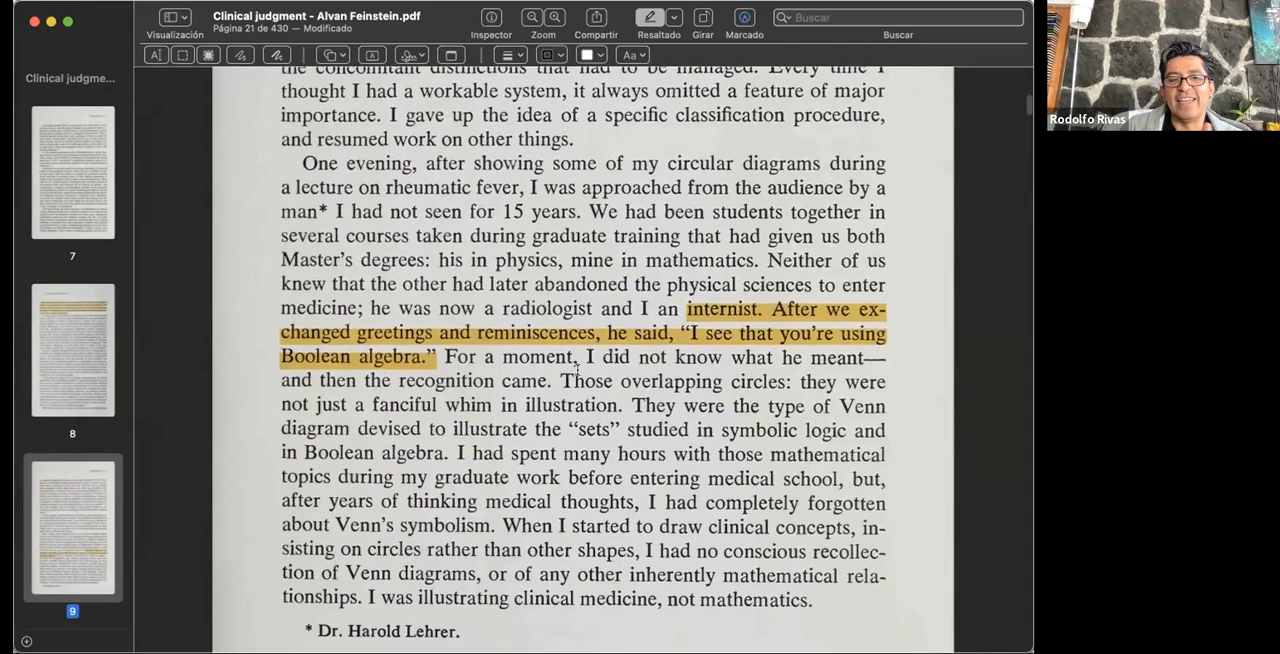 Clinical judgment - Alvan Feinstein.pdf
Página 21 de 430 — Modificado
Visualización
Inspector
Zoom
Compartir
Resaltado
Girar
Marcado
Buscar
Buscar
Aa
Clinical judgme...
7
8
9
the concomitant distinctions that had to be managed. Every time I
thought I had a workable system, it always omitted a feature of major
importance. I gave up the idea of a specific classification procedure,
and resumed work on other things.
One evening, after showing some of my circular diagrams during
a lecture on rheumatic fever, I was approached from the audience by a
man* I had not seen for 15 years. We had been students together in
several courses taken during graduate training that had given us both
Master's degrees: his in physics, mine in mathematics. Neither of us
knew that the other had later abandoned the physical sciences to enter
medicine; he was now a radiologist and I an internist. After we ex-
changed greetings and reminiscences, he said, “I see that you're using
Boolean algebra.” For a moment, I did not know what he meant—
and then the recognition came. Those overlapping circles: they were
not just a fanciful whim in illustration. They were the type of Venn
diagram devised to illustrate the “sets” studied in symbolic logic and
in Boolean algebra. I had spent many hours with those mathematical
topics during my graduate work before entering medical school, but,
after years of thinking medical thoughts, I had completely forgotten
about Venn's symbolism. When I started to draw clinical concepts, in-
sisting on circles rather than other shapes, I had no conscious recollec-
tion of Venn diagrams or of any other inherently mathematical rela-
tionships. I was illustrating clinical medicine, not mathematics.
* Dr. Harold Lehrer.
Rodolfo Rivas